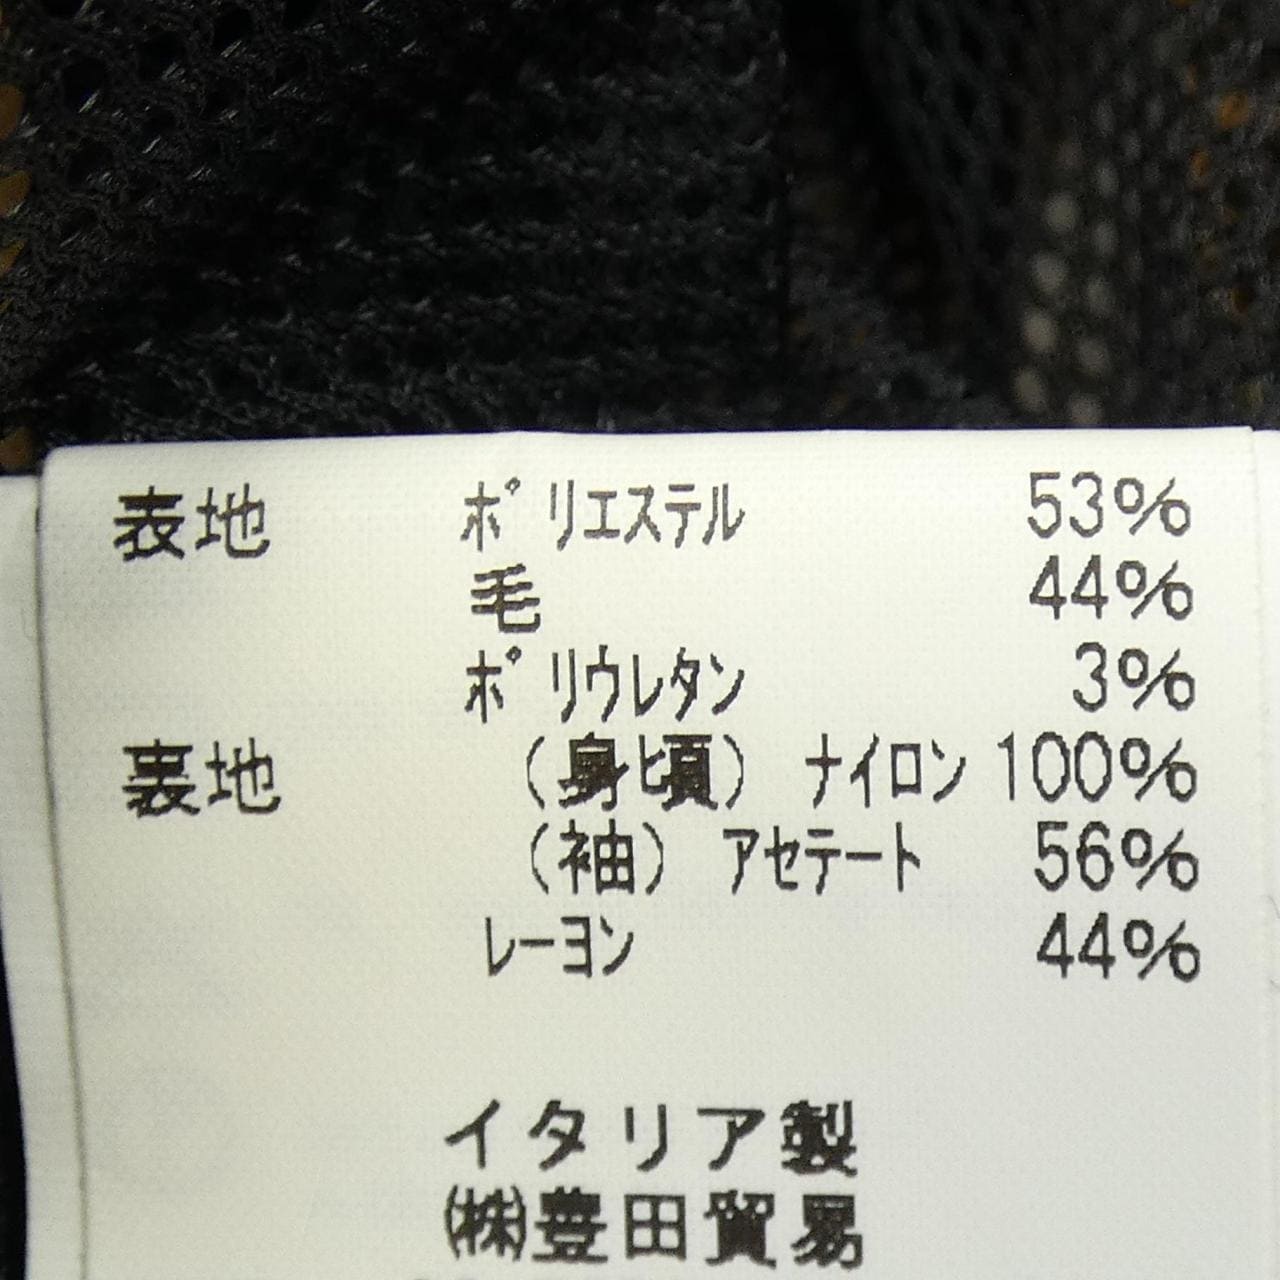 表地 ポリエステル 53%
毛 44%
ポリウレタン 3%
裏地 (身頃) ナイロン 100%
(袖) アセテート 56%
レーヨン 44%
イタリア製
㈱豊田貿易